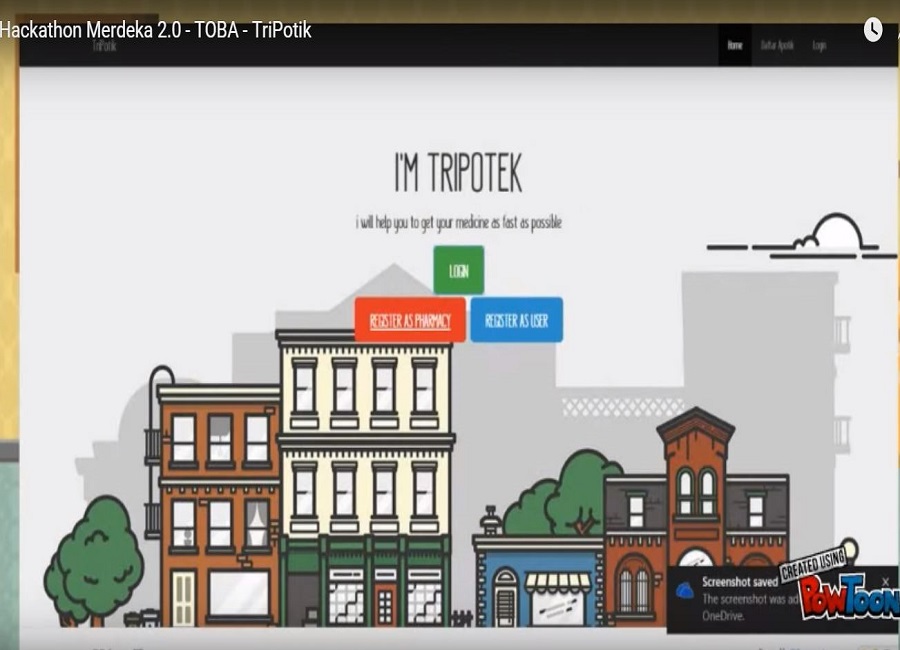 Hackathon Merdeka 2.0 - TOBA - TriPotik
TriPotik
Home Daftar Apotik Login
I'M TRIPOTEK
i will help you to get your medicine as fast as possible
LOGIN
REGISTER AS PHARMACY REGISTER AS USER
CREATED USING
POWTOON
Screenshot saved
The screenshot was ad
OneDrive.